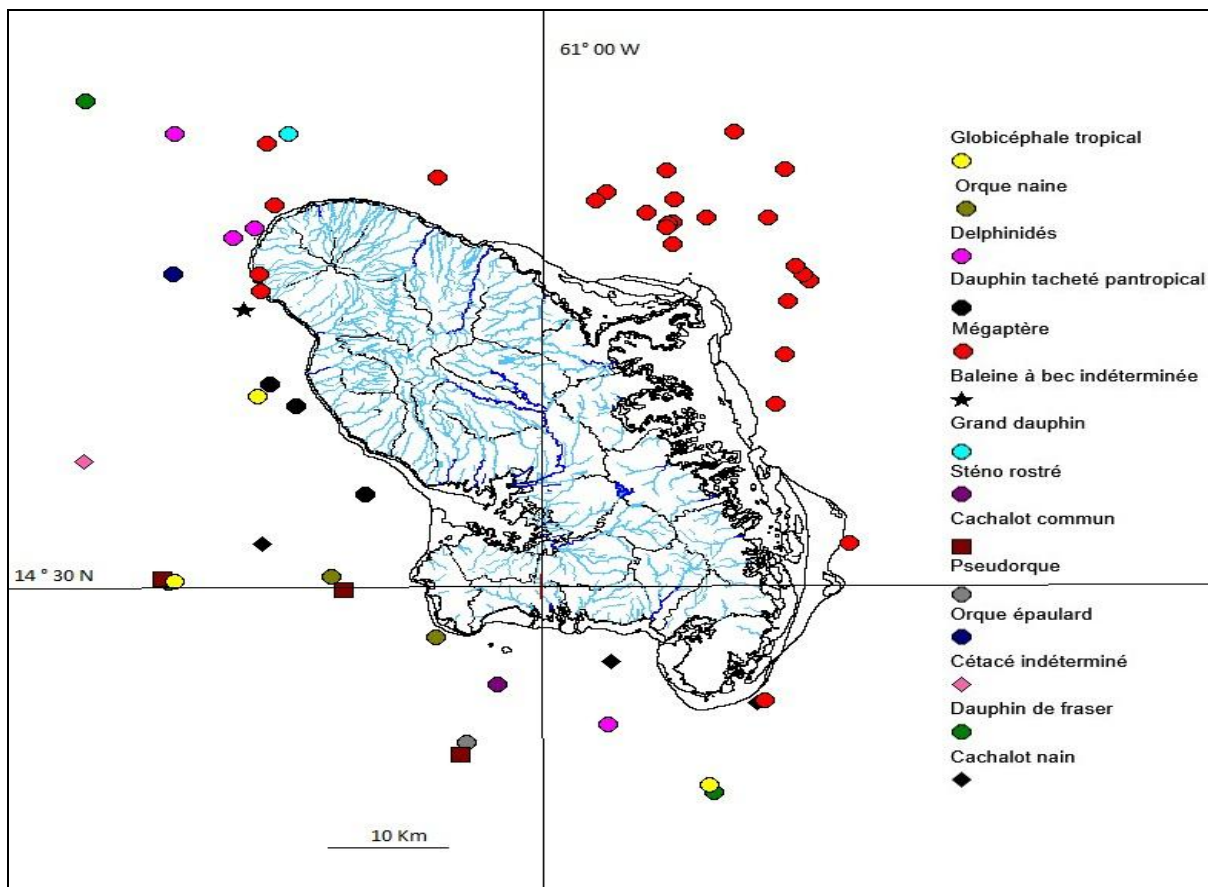 61° 00 W
Globicéphale tropical
Orque naine
Delphinidés
Dauphin tacheté pantropical
Mégaptère
Baleine à bec indéterminée
Grand dauphin
Sténo rostré
Cachalot commun
Pseudorque
14 ° 30 N
Orque épaulard
Cétacé indéterminé
Dauphin de fraser
Cachalot nain
10 Km